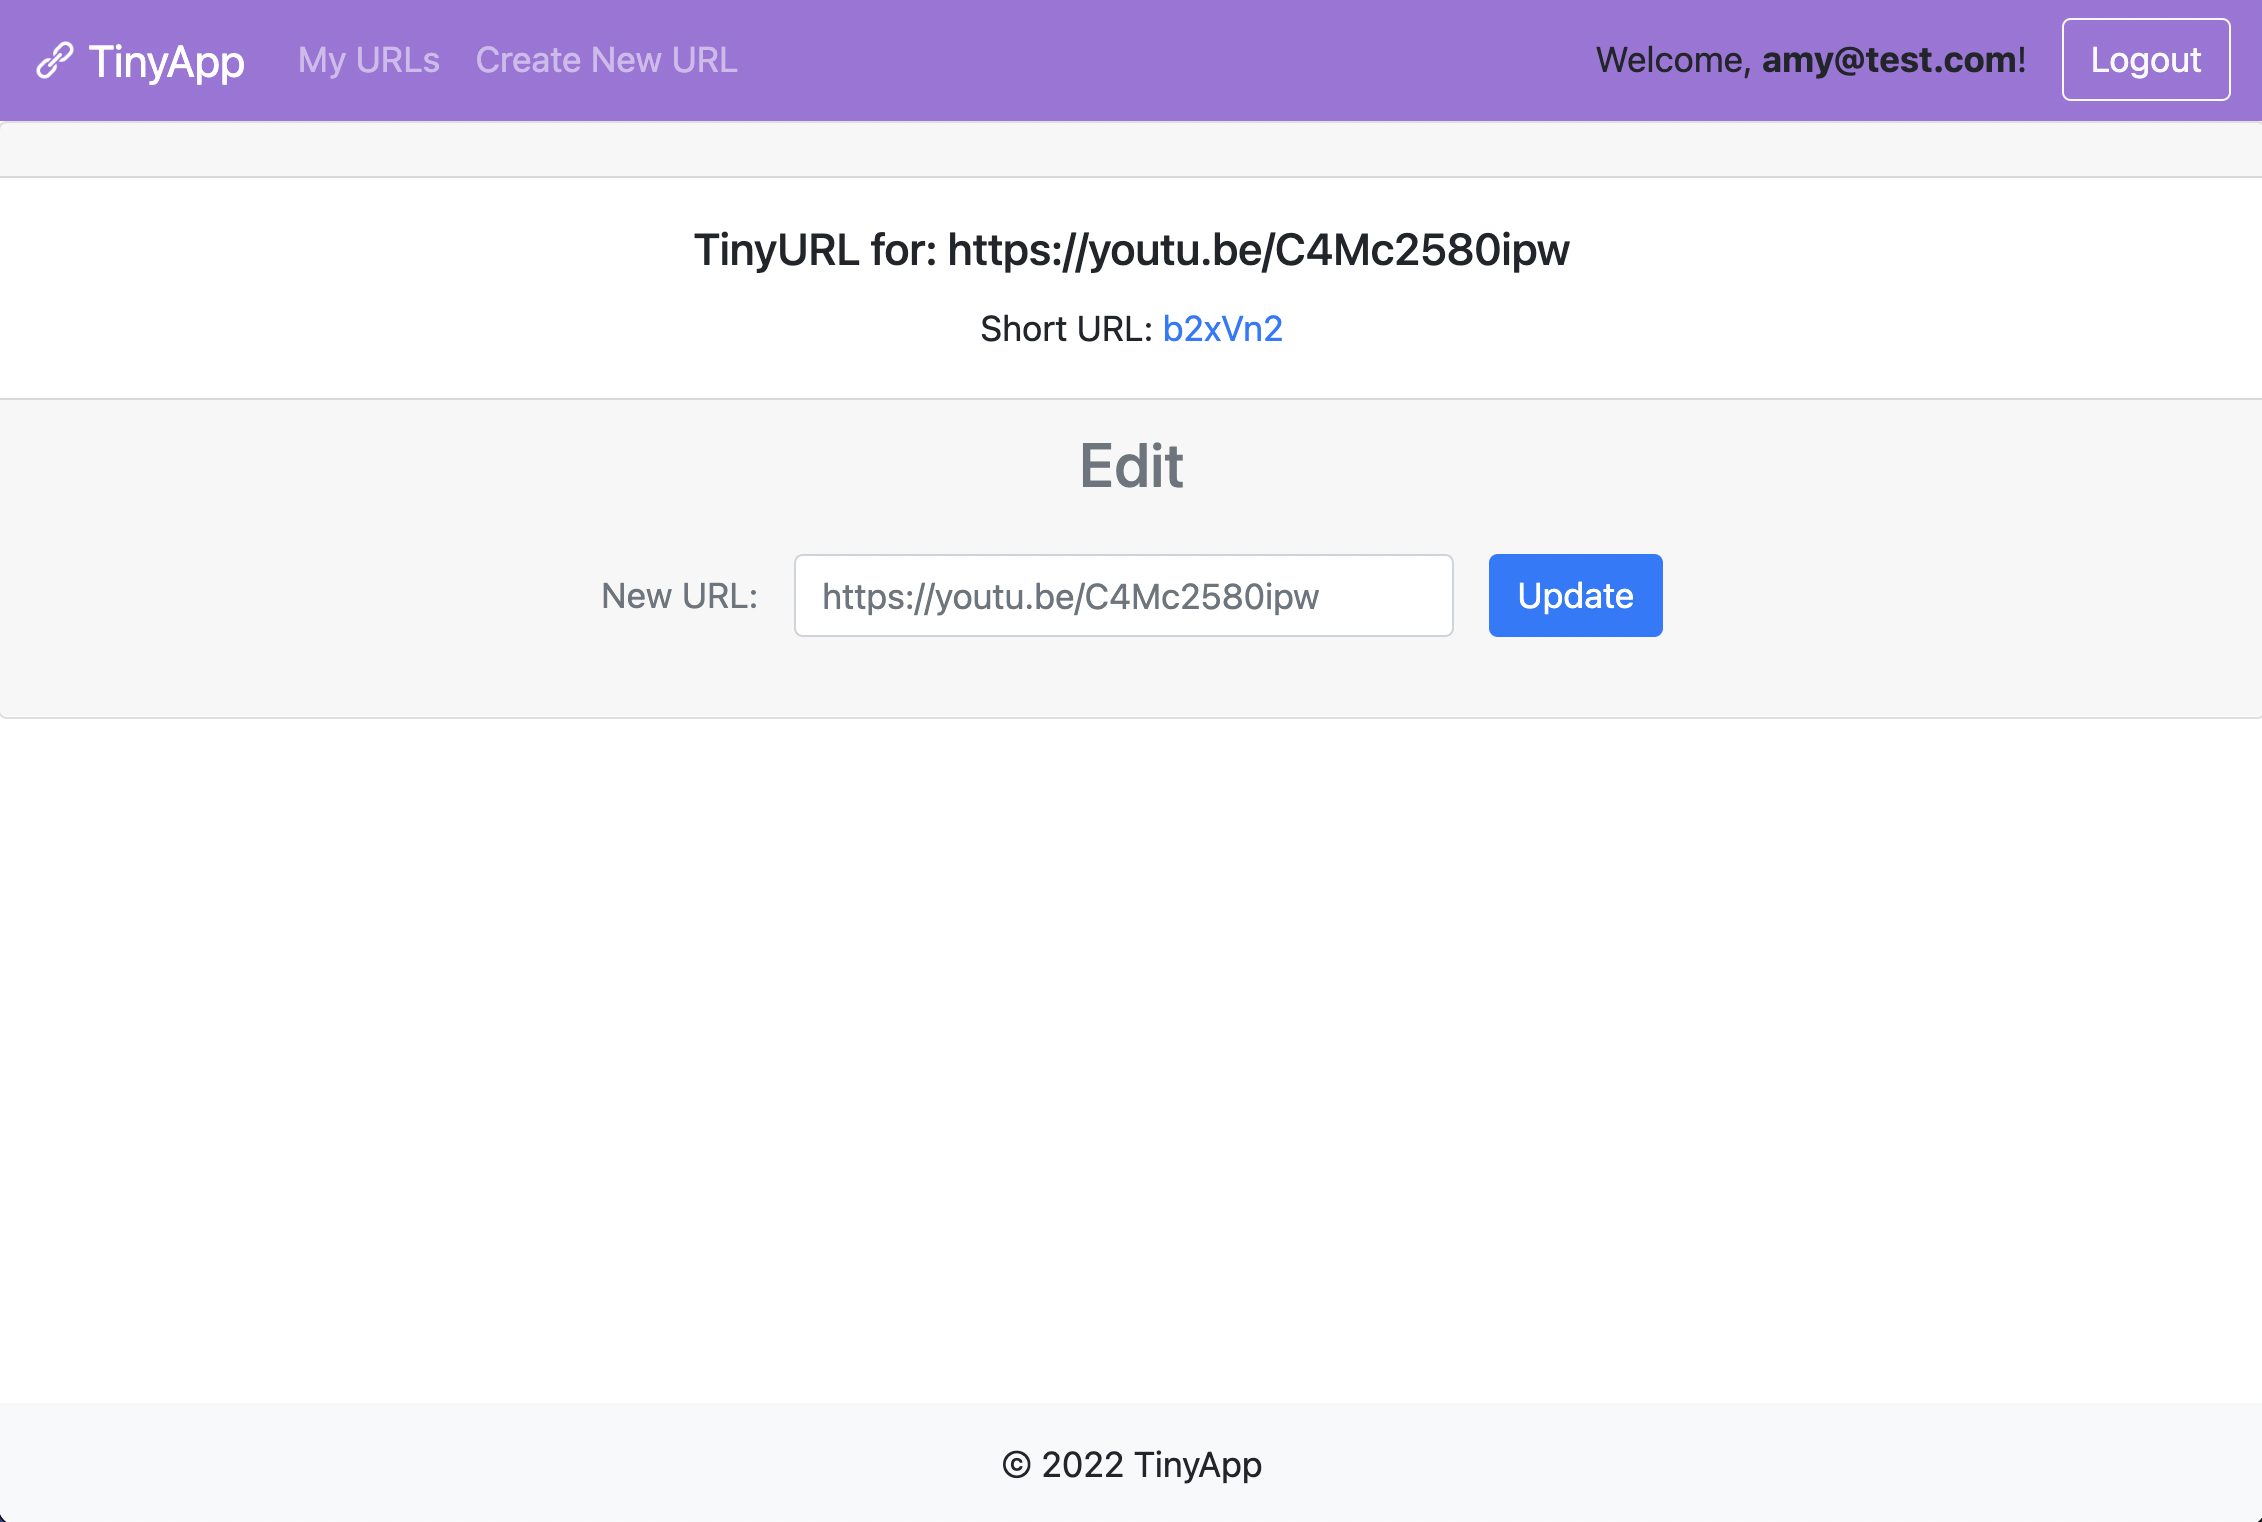 TinyApp My URLs Create New URL Welcome, amy@test.com! Logout
TinyURL for: https://youtu.be/C4Mc2580ipw
Short URL: b2xVn2
Edit
New URL: https://youtu.be/C4Mc2580ipw Update
© 2022 TinyApp